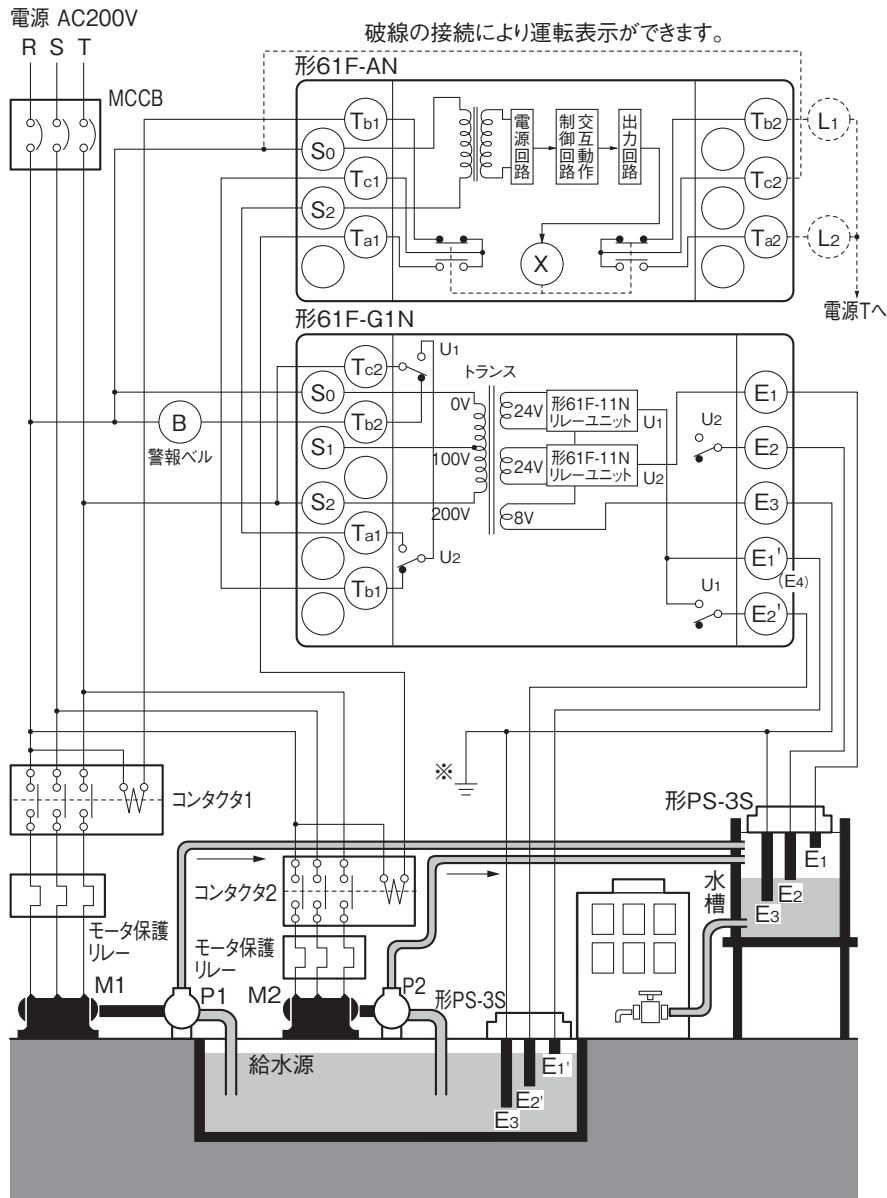 電源 AC200V
R S T
MCCB
破線の接続により運転表示ができます。
形61F-AN
Tb1
S0
Tc1
S2
Ta1
電源回路
交互動作制御回路
出力回路
X
Tb2
Tc2
Ta2
L1
L2
電源Tへ
形61F-G1N
Tc2
S0
Tb2
S1
S2
Ta1
Tb1
B
警報ベル
U1
U2
トランス
0V
100V
200V
24V
形61F-11N
リレーユニット
U1
24V
形61F-11N
リレーユニット
U2
8V
U2
U1
E1
E2
E3
E1'
(E4)
E2'
※
コンタクタ1
モータ保護
リレー
M1
P1
コンタクタ2
モータ保護
リレー
M2
P2
形PS-3S
給水源
E1'
E2'
E3
形PS-3S
水槽
E1
E2
E3